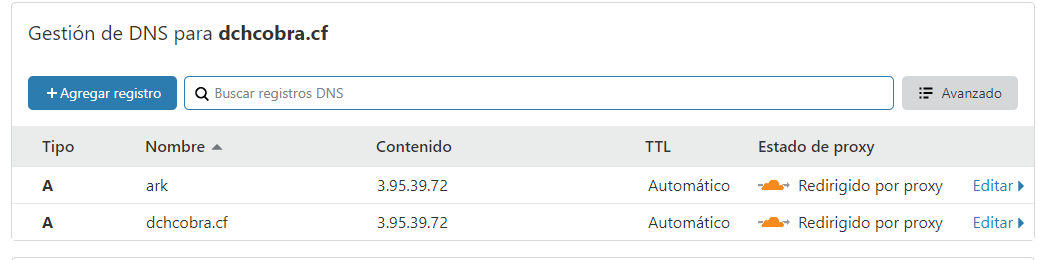 Gestión de DNS para dchcobra.cf
+ Agregar registro Buscar registros DNS Avanzado
Tipo Nombre Contenido TTL Estado de proxy
A ark 3.95.39.72 Automático Redirigido por proxy Editar
A dchcobra.cf 3.95.39.72 Automático Redirigido por proxy Editar